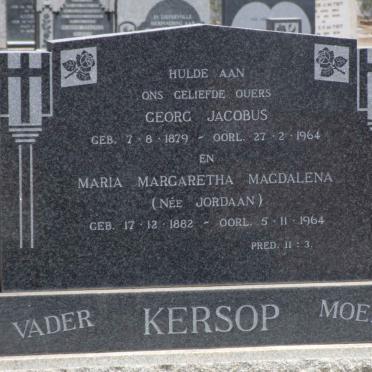 HULDE AAN
ONS GELIEFDE OUERS
GEORG JACOBUS
GEB. 7-8-1879 - OORL. 27-2-1964
EN
MARIA MARGARETHA MAGDALENA
(NÉE JORDAAN)
GEB. 17-12-1882 - OORL. 5-11-1964
PRED. 11:3.
VADER KERSOP MOE